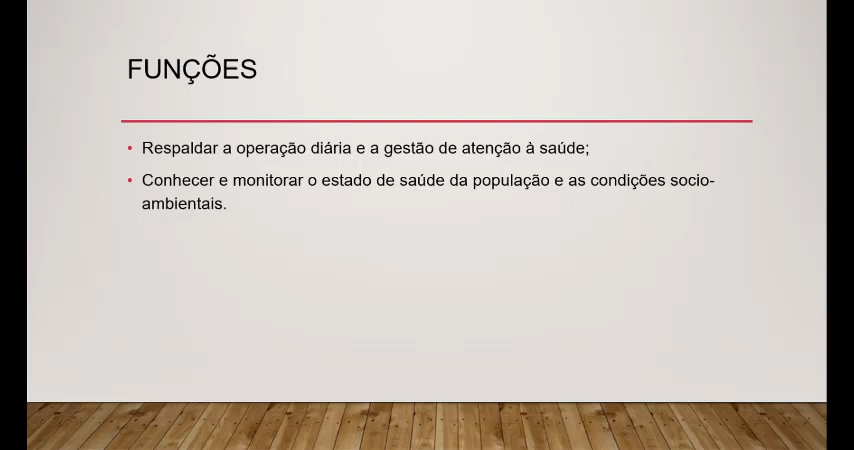 FUNÇÕES
• Respaldar a operação diária e a gestão de atenção à saúde;
• Conhecer e monitorar o estado de saúde da população e as condições socio-
ambientais.